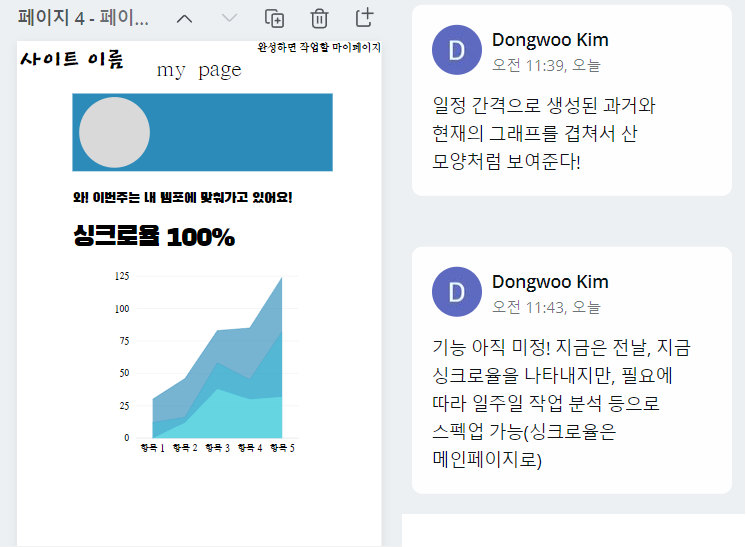 페이지 4 - 페이...
사이트 이름
완성하면 작업할 마이페이지
my page
와! 이번주는 내 템포에 맞춰가고 있어요!
싱크로율 100%
125
100
75
50
25
0
항목 1 항목 2 항목 3 항목 4 항목 5
D
Dongwoo Kim
오전 11:39, 오늘
일정 간격으로 생성된 과거와
현재의 그래프를 겹쳐서 산
모양처럼 보여준다!
D
Dongwoo Kim
오전 11:43, 오늘
기능 아직 미정! 지금은 전날, 지금
싱크로율을 나타내지만, 필요에
따라 일주일 작업 분석 등으로
스펙업 가능(싱크로율은
메인페이지로)